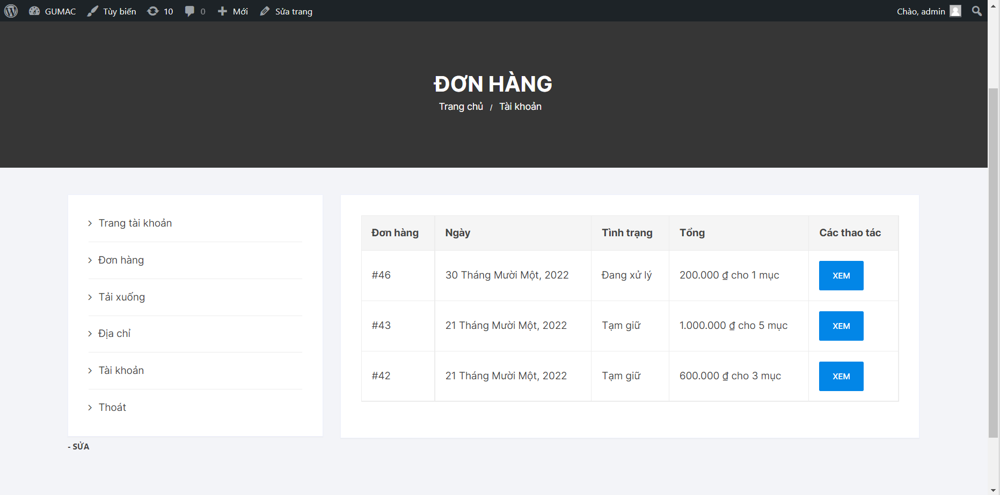 GUMAC Tùy biến 10 0 Mới Sửa trang Chào, admin
ĐƠN HÀNG
Trang chủ / Tài khoản
Trang tài khoản
Đơn hàng
Tải xuống
Địa chỉ
Tài khoản
Thoát
- SỬA
Đơn hàng Ngày Tình trạng Tổng Các thao tác
#46 30 Tháng Mười Một, 2022 Đang xử lý 200.000 ₫ cho 1 mục XEM
#43 21 Tháng Mười Một, 2022 Tạm giữ 1.000.000 ₫ cho 5 mục XEM
#42 21 Tháng Mười Một, 2022 Tạm giữ 600.000 ₫ cho 3 mục XEM